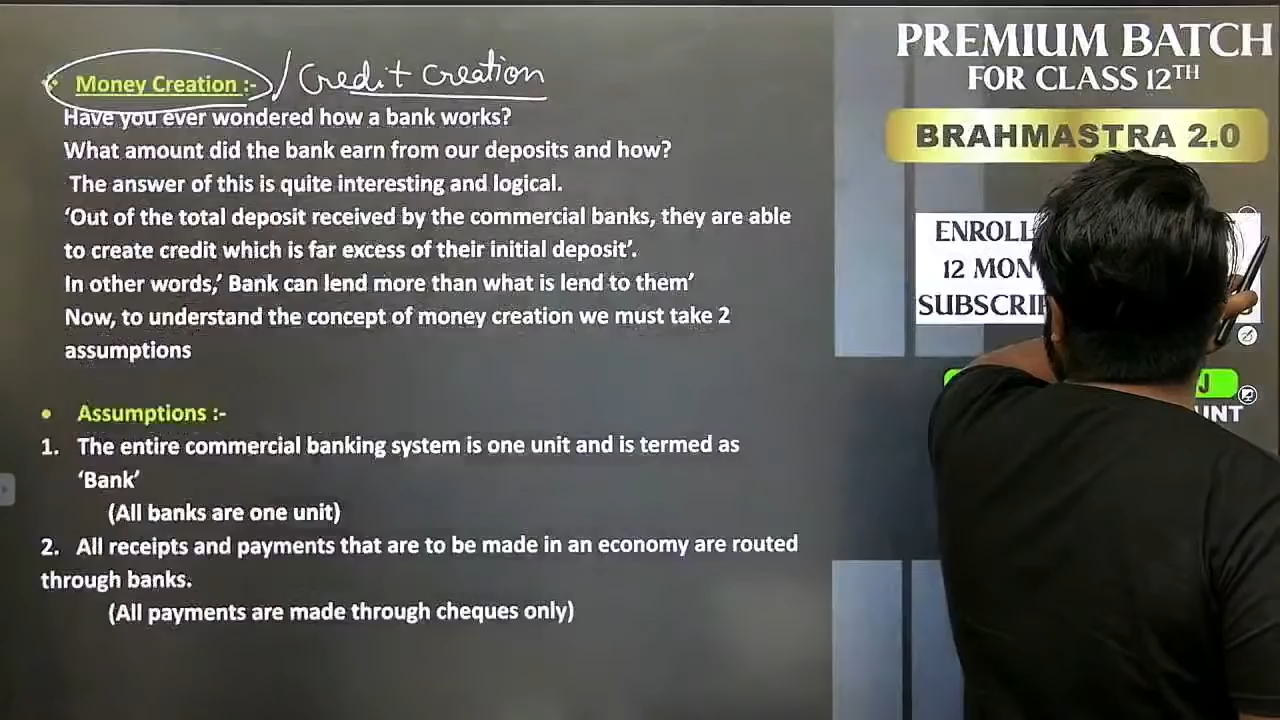 Money Creation :- / Credit Creation
Have you ever wondered how a bank works?
What amount did the bank earn from our deposits and how?
The answer of this is quite interesting and logical.
‘Out of the total deposit received by the commercial banks, they are able
to create credit which is far excess of their initial deposit’.
In other words,’ Bank can lend more than what is lend to them’
Now, to understand the concept of money creation we must take 2
assumptions
• Assumptions :-
1. The entire commercial banking system is one unit and is termed as
‘Bank’
(All banks are one unit)
2. All receipts and payments that are to be made in an economy are routed
through banks.
(All payments are made through cheques only)
PREMIUM BATCH
FOR CLASS 12TH
BRAHMASTRA 2.0
12